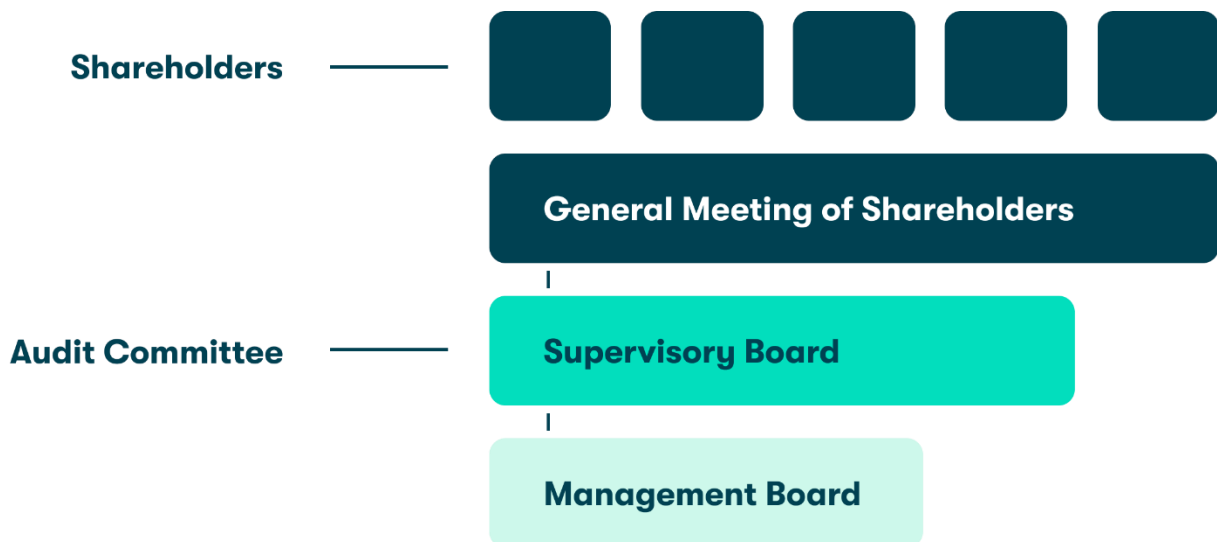 Shareholders
General Meeting of Shareholders
Audit Committee
Supervisory Board
Management Board